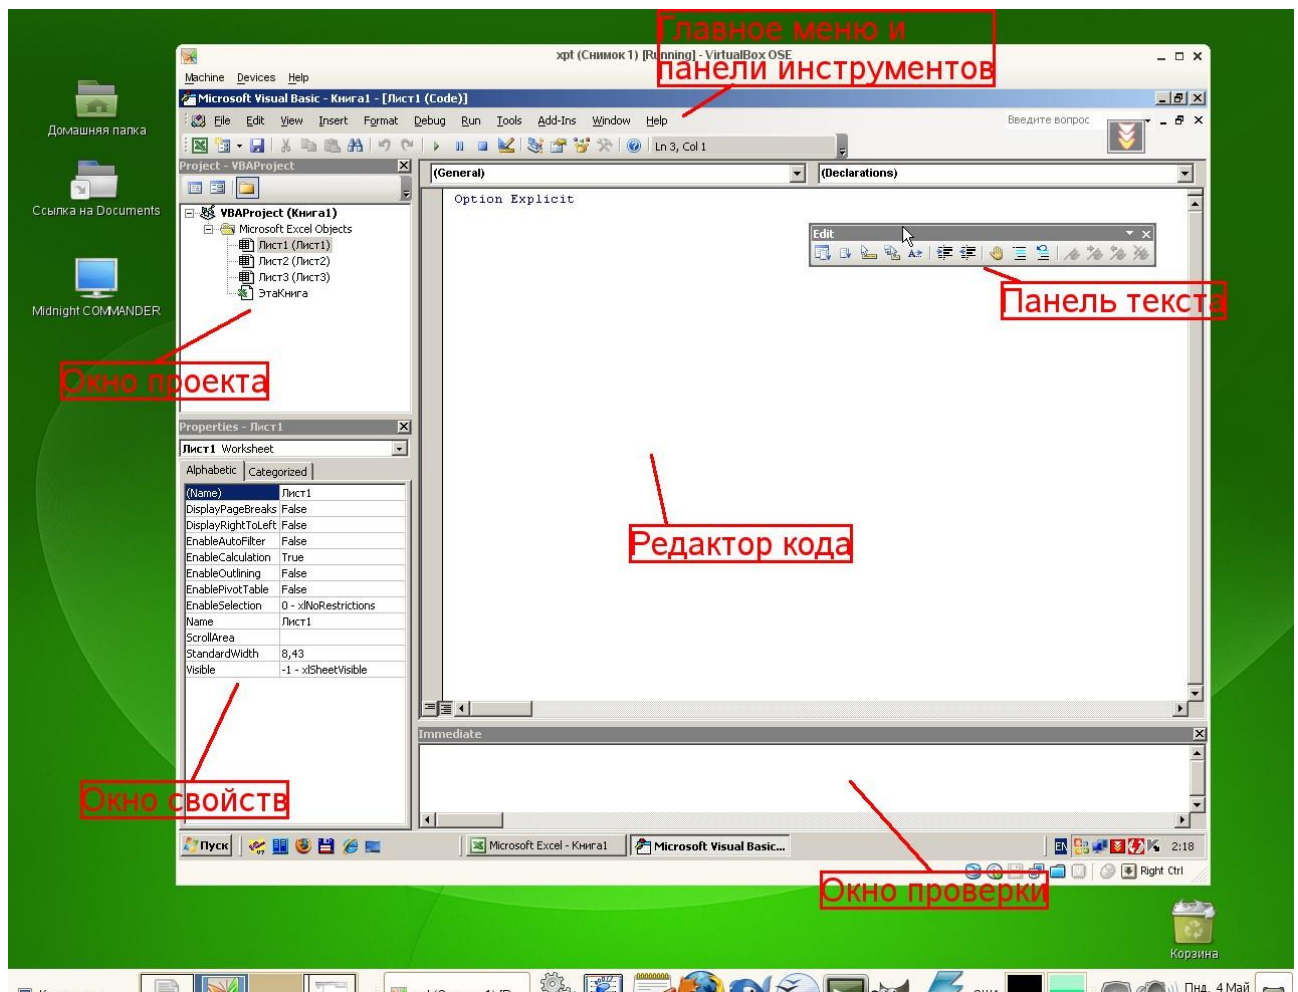 Главное меню и
панели инструментов
xpt (Снимок 1) [Running] - VirtualBox OSE
Machine Devices Help
Microsoft Visual Basic - Книга1 - [Лист1 (Code)]
File Edit View Insert Format Debug Run Tools Add-Ins Window Help
Введите вопрос
Ln 3, Col 1
Домашняя папка
Ссылка на Documents
Midnight COMMANDER
Project - VBAProject
VBAProject (Книга1)
Microsoft Excel Objects
Лист1 (Лист1)
Лист2 (Лист2)
Лист3 (Лист3)
ЭтаКнига
Окно проекта
(General)
(Declarations)
Option Explicit
Edit
Панель текста
Редактор кода
Properties - Лист1
Лист1 Worksheet
Alphabetic Categorized
(Name) Лист1
DisplayPageBreaks False
DisplayRightToLeft False
EnableAutoFilter False
EnableCalculation True
EnableOutlining False
EnablePivotTable False
EnableSelection 0 - xlNoRestrictions
Name Лист1
ScrollArea
StandardWidth 8,43
Visible -1 - xlSheetVisible
Окно свойств
Immediate
Окно проверки
Пуск
Microsoft Excel - Книга1
Microsoft Visual Basic...
EN
2:18
Right Ctrl
Корзина
Пнд, 4 Май